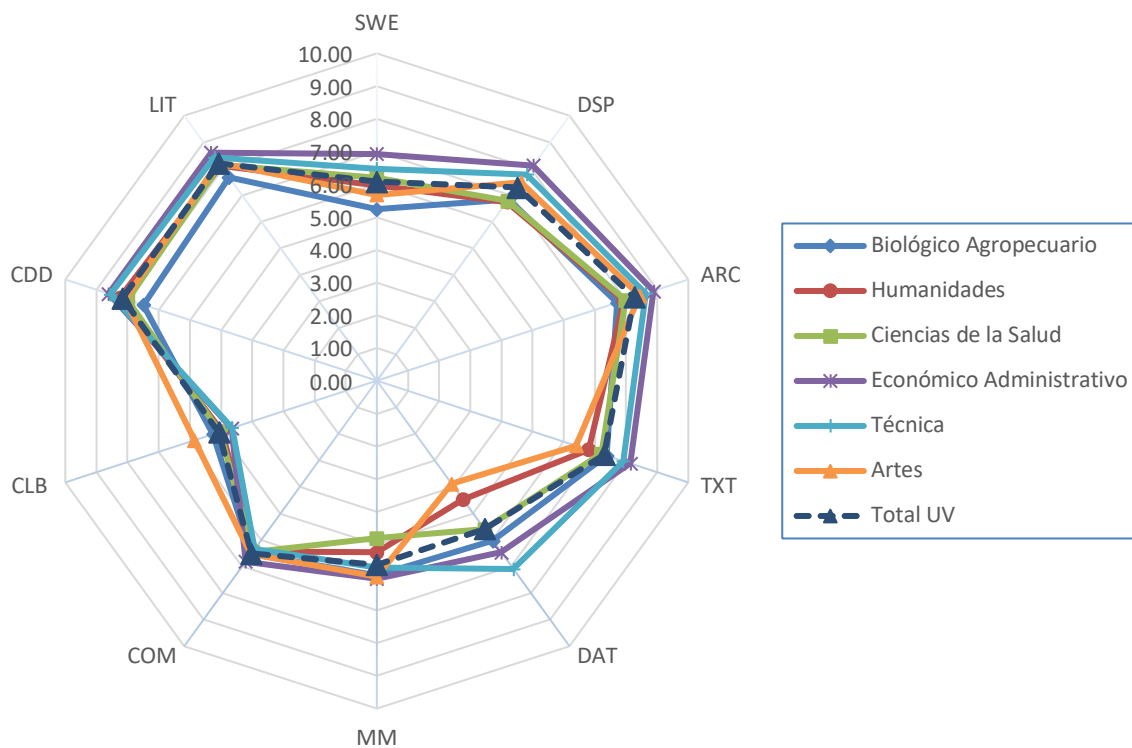 SWE
10.00
9.00
8.00
7.00
6.00
5.00
4.00
3.00
2.00
1.00
0.00
DSP
ARC
TXT
DAT
MM
COM
CLB
CDD
LIT
Biológico Agropecuario
Humanidades
Ciencias de la Salud
Económico Administrativo
Técnica
Artes
Total UV